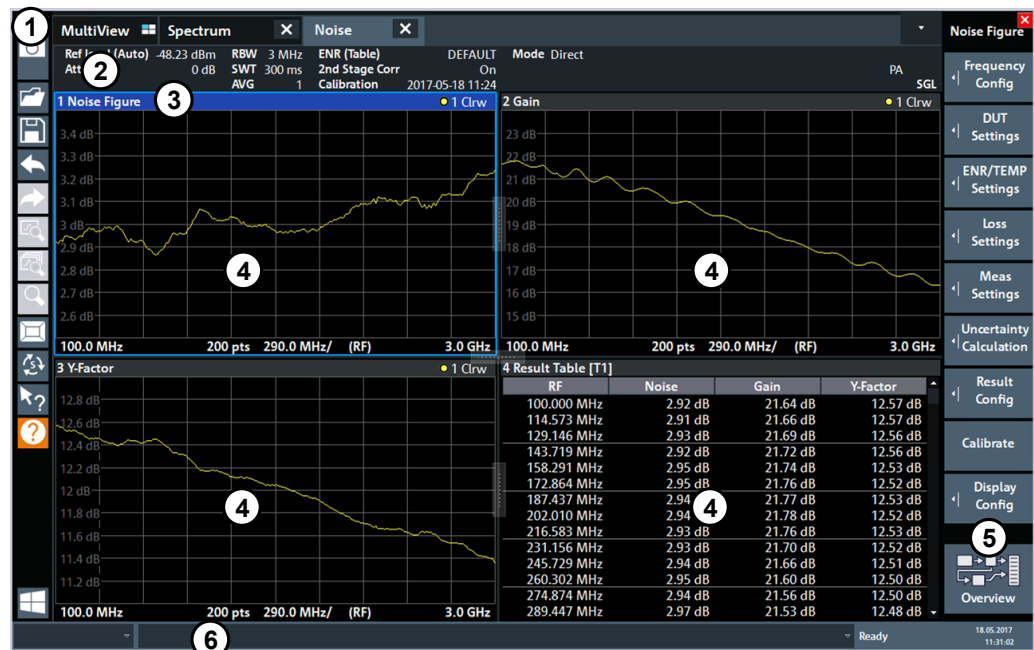 1
MultiView Spectrum Noise
Noise Figure
Ref level (Auto) -48.23 dBm RBW 3 MHz ENR (Table) DEFAULT Mode Direct
Att 0 dB SWT 300 ms 2nd Stage Corr On PA
AVG 1 Calibration 2017-05-18 11:24 SGL
2
3
1 Noise Figure 1 Clrw
3.4 dB
3.3 dB
3.2 dB
3.1 dB
3 dB
2.9 dB
2.8 dB
2.7 dB
2.6 dB
4
100.0 MHz 200 pts 290.0 MHz/ (RF) 3.0 GHz
2 Gain 1 Clrw
23 dB
22 dB
21 dB
20 dB
19 dB
18 dB
17 dB
16 dB
15 dB
4
100.0 MHz 200 pts 290.0 MHz/ (RF) 3.0 GHz
3 Y-Factor 1 Clrw
12.8 dB
12.6 dB
12.4 dB
12.2 dB
12 dB
11.8 dB
11.6 dB
11.4 dB
11.2 dB
4
100.0 MHz 200 pts 290.0 MHz/ (RF) 3.0 GHz
4 Result Table [T1]
RF Noise Gain Y-Factor
100.000 MHz 2.92 dB 21.64 dB 12.57 dB
114.573 MHz 2.91 dB 21.66 dB 12.57 dB
129.146 MHz 2.93 dB 21.69 dB 12.56 dB
143.719 MHz 2.92 dB 21.72 dB 12.56 dB
158.291 MHz 2.95 dB 21.74 dB 12.53 dB
172.864 MHz 2.95 dB 21.76 dB 12.52 dB
187.437 MHz 2.94 21.77 dB 12.53 dB
202.010 MHz 2.94 21.78 dB 12.52 dB
216.583 MHz 2.93 dB 21.76 dB 12.53 dB
231.156 MHz 2.93 dB 21.70 dB 12.52 dB
245.729 MHz 2.94 dB 21.66 dB 12.51 dB
260.302 MHz 2.95 dB 21.60 dB 12.50 dB
274.874 MHz 2.94 dB 21.56 dB 12.50 dB
289.447 MHz 2.97 dB 21.53 dB 12.48 dB
4
Frequency
Config
DUT
Settings
ENR/TEMP
Settings
Loss
Settings
Meas
Settings
Uncertainty
Calculation
Result
Config
Calibrate
Display
Config
5
Overview
6
Ready
18.05.2017
11:31:02